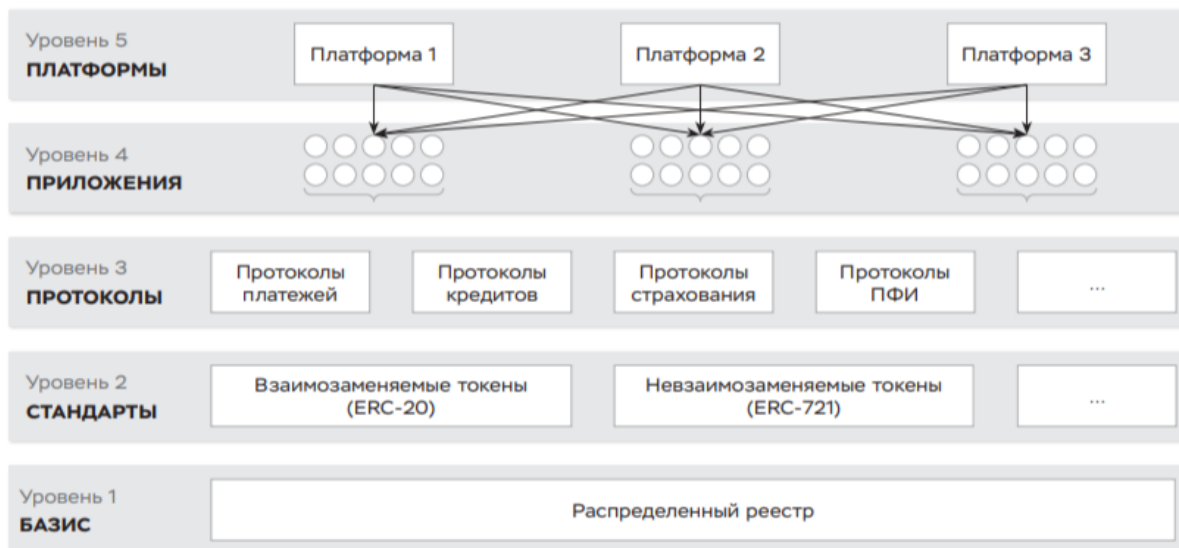 Уровень 5
ПЛАТФОРМЫ
Платформа 1
Платформа 2
Платформа 3
Уровень 4
ПРИЛОЖЕНИЯ
Уровень 3
ПРОТОКОЛЫ
Протоколы
платежей
Протоколы
кредитов
Протоколы
страхования
Протоколы
ПФИ
...
Уровень 2
СТАНДАРТЫ
Взаимозаменяемые токены
(ERC-20)
Невзаимозаменяемые токены
(ERC-721)
...
Уровень 1
БАЗИС
Распределенный реестр